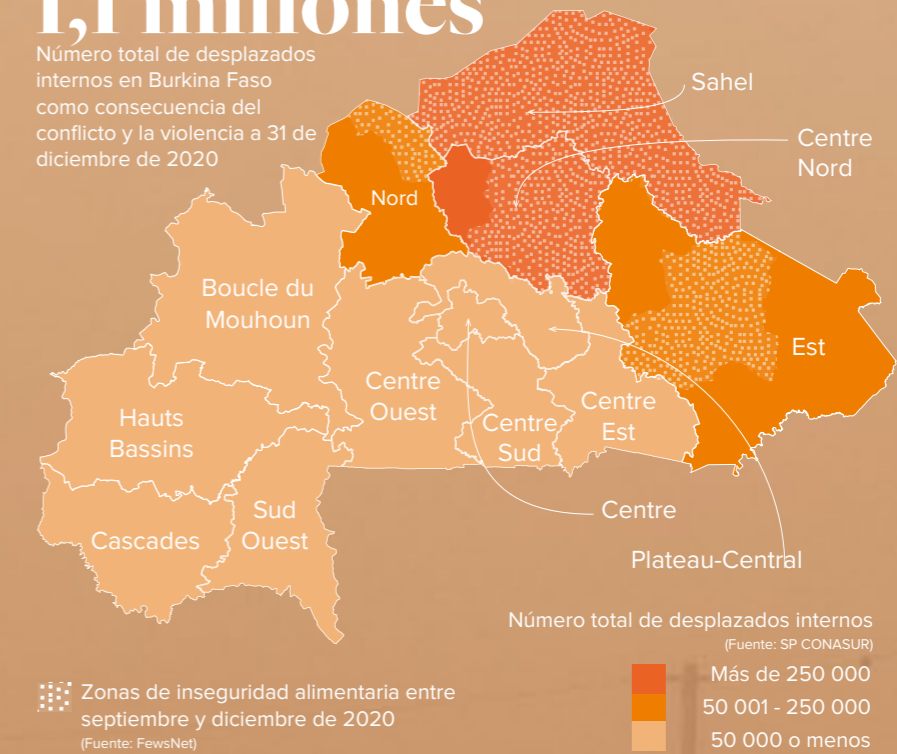 1,1 millones
Número total de desplazados
internos en Burkina Faso
como consecuencia del
conflicto y la violencia a 31 de
diciembre de 2020
Sahel
Centre
Nord
Nord
Boucle du
Mouhoun
Est
Centre
Ouest
Centre
Est
Hauts
Bassins
Centre
Sud
Sud
Ouest
Centre
Cascades
Plateau-Central
Número total de desplazados internos
(Fuente: SP CONASUR)
Más de 250 000
50 001 - 250 000
50 000 o menos
Zonas de inseguridad alimentaria entre
septiembre y diciembre de 2020
(Fuente: FewsNet)